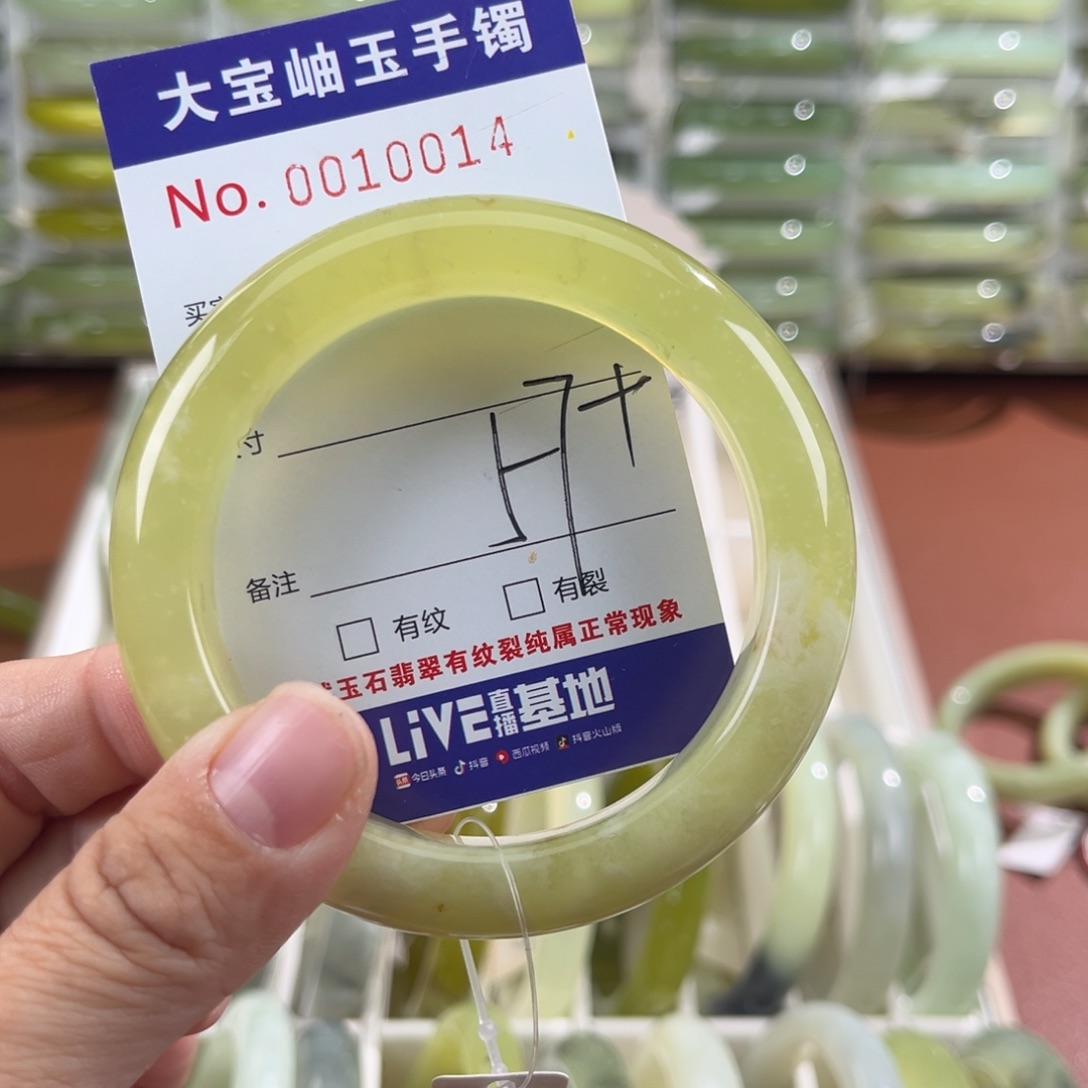 大宝岫玉手镯
No. 0010014
买
寸
57+
备注
□ 有纹 □ 有裂
玉石翡翠有纹裂纯属正常现象
LiVE直播基地
今日头条 抖音 西瓜视频 抖音火山版